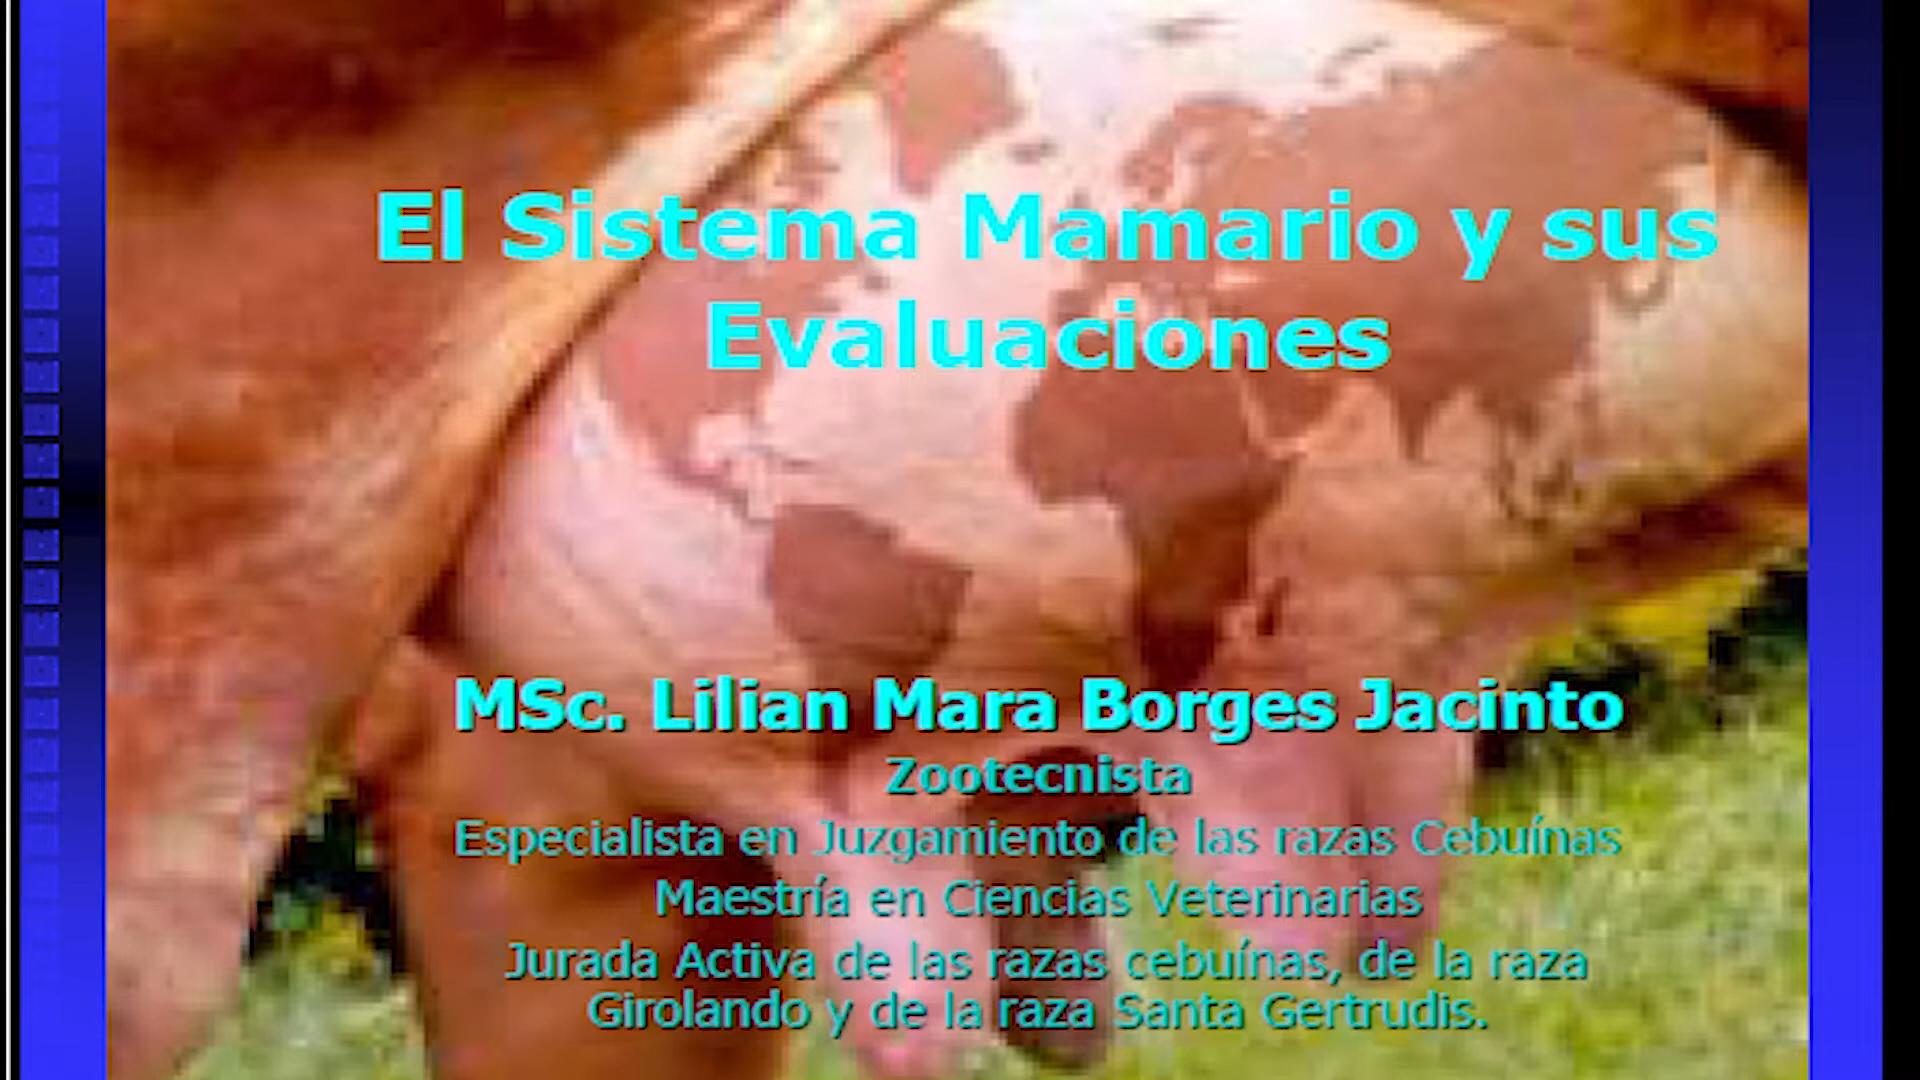 El Sistema Mamario y sus
Evaluaciones
MSc. Lilian Mara Borges Jacinto
Zootecnista
Especialista en Juzgamiento de las razas Cebuínas
Maestría en Ciencias Veterinarias
Jurada Activa de las razas cebuínas, de la raza
Girolando y de la raza Santa Gertrudis.